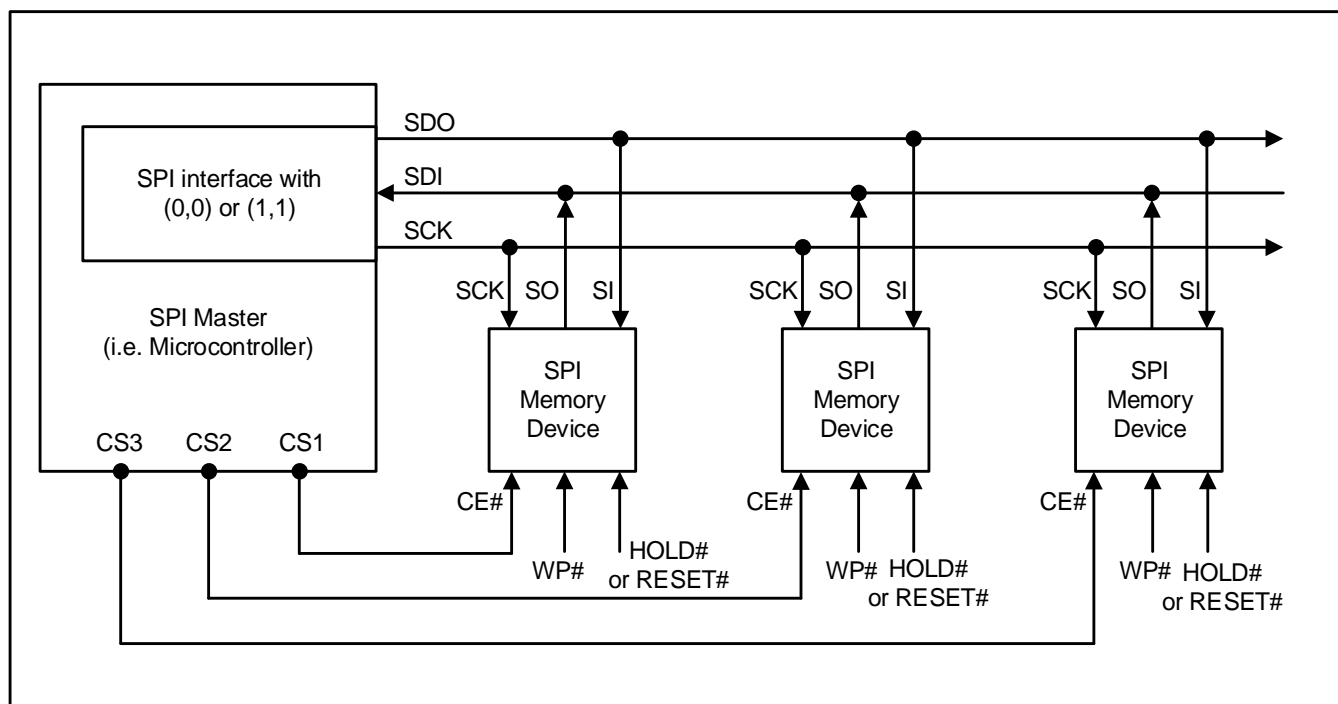 SDO
SPI interface with
(0,0) or (1,1)
SDI
SCK
SPI Master
(i.e. Microcontroller)
SCK SO SI
SCK SO SI
SCK SO SI
SPI
Memory
Device
SPI
Memory
Device
SPI
Memory
Device
CS3 CS2 CS1
CE#
CE#
CE#
WP#
HOLD#
or RESET#
WP#
HOLD#
or RESET#
WP#
HOLD#
or RESET#